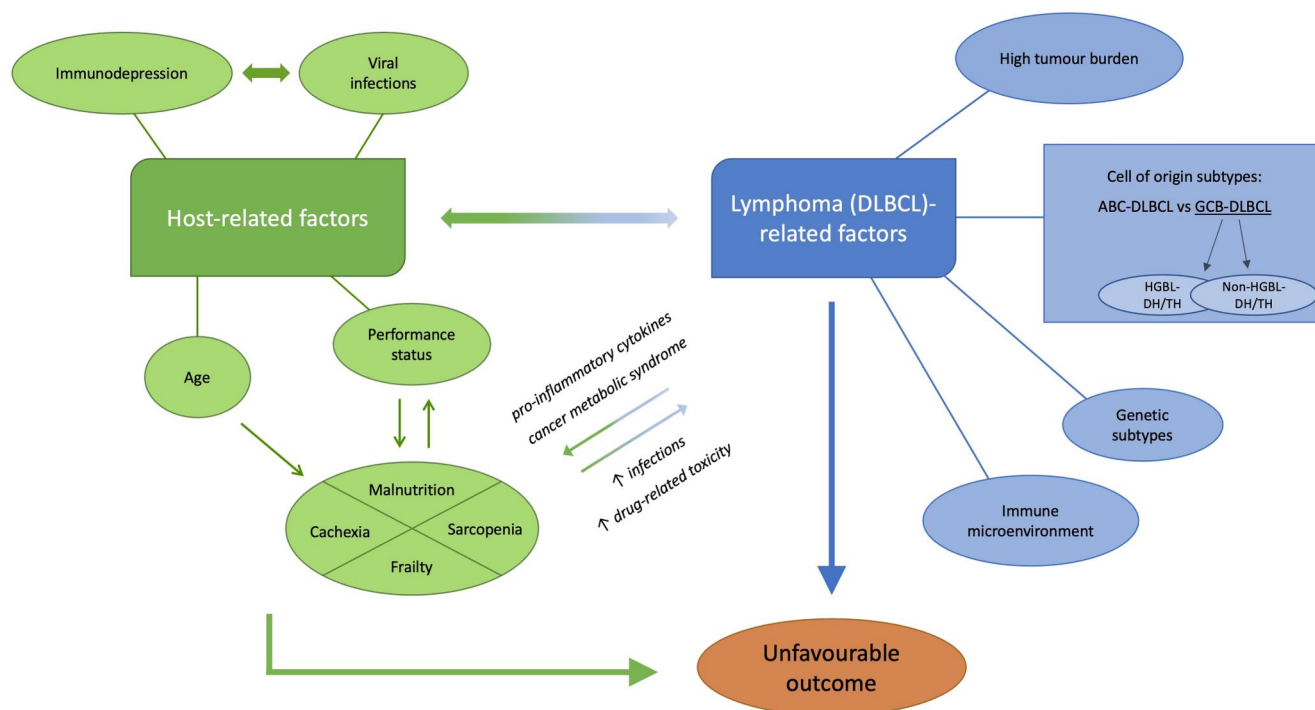 Immunodepression
Viral
infections
High tumour burden
Host-related factors
Lymphoma (DLBCL)-
related factors
Cell of origin subtypes:
ABC-DLBCL vs GCB-DLBCL
HGBL-
DH/TH
Non-HGBL-
DH/TH
Performance
status
Age
pro-inflammatory cytokines
cancer metabolic syndrome
↑ infections
↑ drug-related toxicity
Malnutrition
Cachexia
Sarcopenia
Frailty
Genetic
subtypes
Immune
microenvironment
Unfavourable
outcome